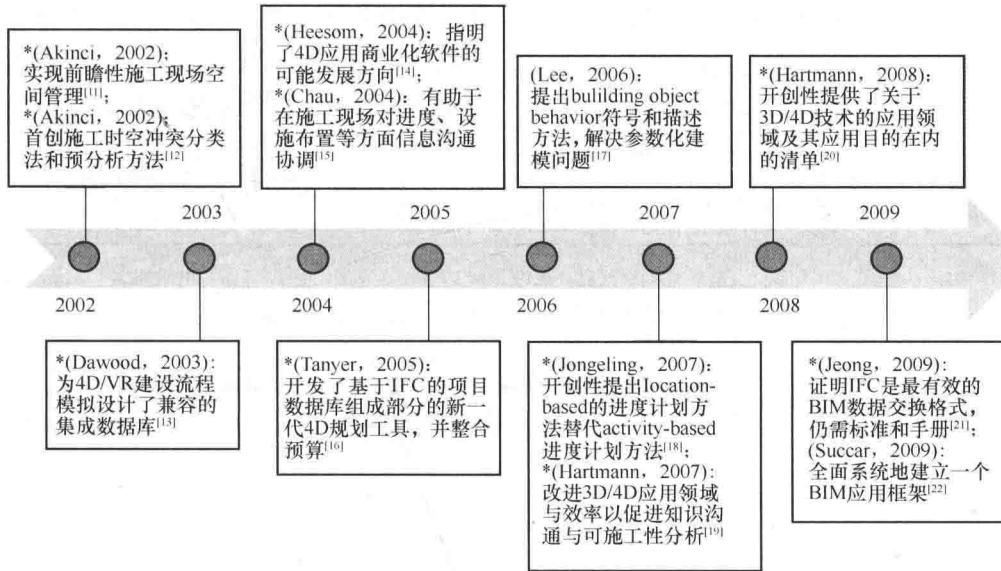 *(Akinci，2002)：
实现前瞻性施工现场空
间管理[11]；
*(Akinci，2002)：
首创施工时空冲突分类
法和预分析方法[12]
*(Heesom，2004)：指明
了4D应用商业化软件的
可能发展方向[14]；
*(Chau，2004)：有助于
在施工现场对进度、设
施布置等方面信息沟通
协调[15]
(Lee，2006)：
提出bulilding object
behavior符号和描述
方法，解决参数化建
模问题[17]
*(Hartmann，2008)：
开创性提供了关于
3D/4D技术的应用领
域及其应用目的在内
的清单[20]
2003
2005
2007
2009
2002
2004
2006
2008
*(Dawood，2003)：
为4D/VR建设流程
模拟设计了兼容的
集成数据库[13]
*(Tanyer，2005)：
开发了基于IFC的项目
数据库组成部分的新一
代4D规划工具，并整合
预算[16]
*(Jongeling，2007)：
开创性提出location-
based的进度计划方
法替代activity-based
进度计划方法[18]；
*(Hartmann，2007)：
改进3D/4D应用领域
与效率以促进知识沟
通与可施工性分析[19]
*(Jeong，2009)：
证明IFC是最有效的
BIM数据交换格式，
仍需标准和手册[21]；
(Succar，2009)：
全面系统地建立一个
BIM应用框架[22]